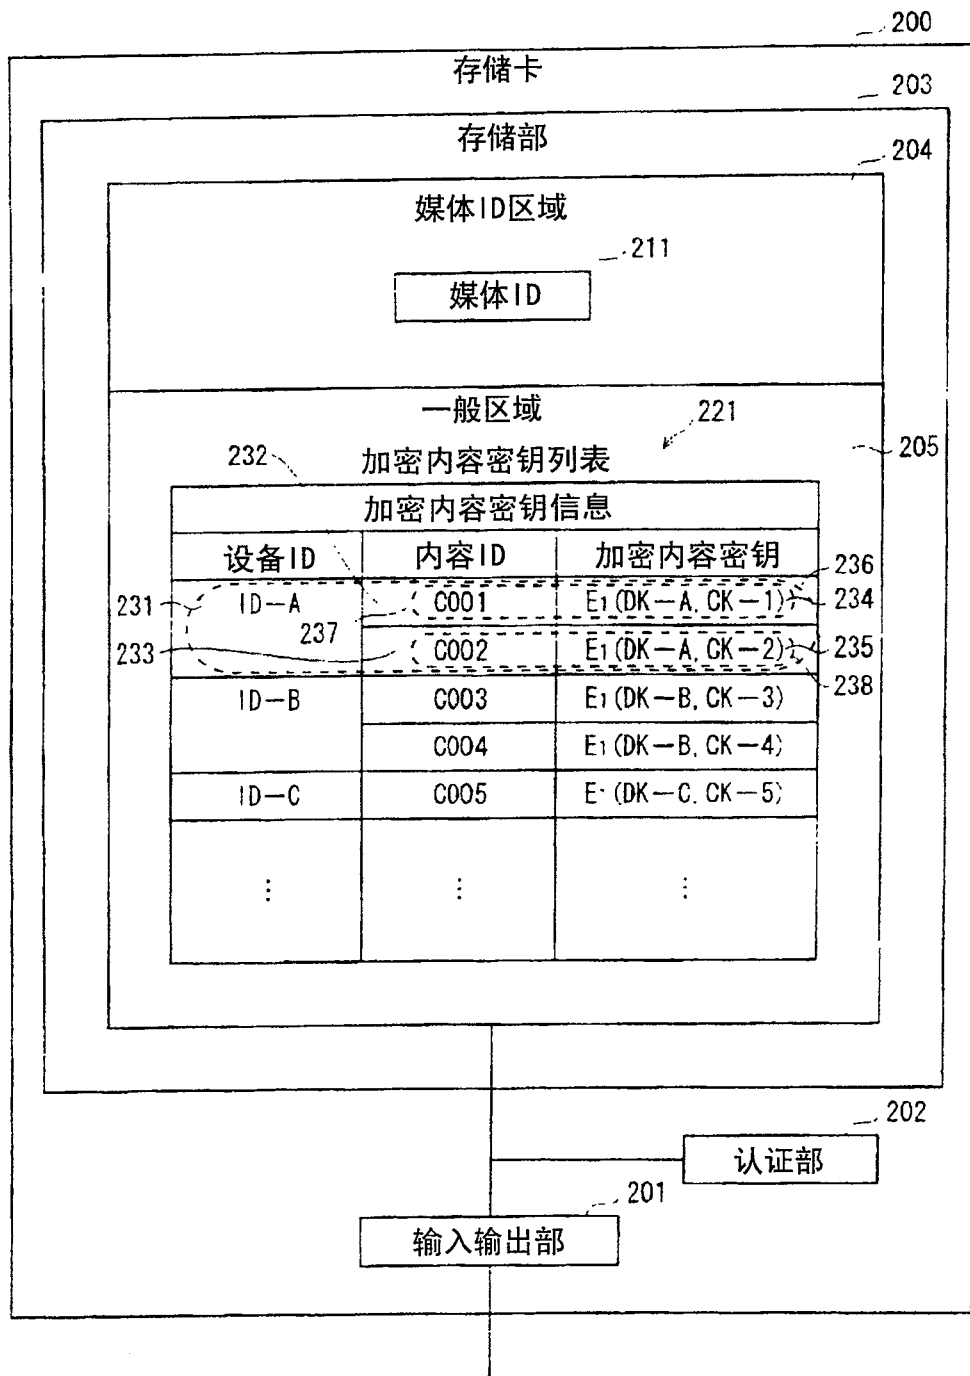 200
存储卡
203
存储部
204
媒体ID区域
211
媒体ID
一般区域
221
205
232
加密内容密钥列表
加密内容密钥信息
设备ID 内容ID 加密内容密钥
236
231 ID-A C001 E1(DK-A, CK-1) 234
237
233 C002 E1(DK-A, CK-2) 235
238
ID-B C003 E1(DK-B, CK-3)
C004 E1(DK-B, CK-4)
ID-C C005 E (DK-C, CK-5)
⋮ ⋮ ⋮
202
认证部
201
输入输出部